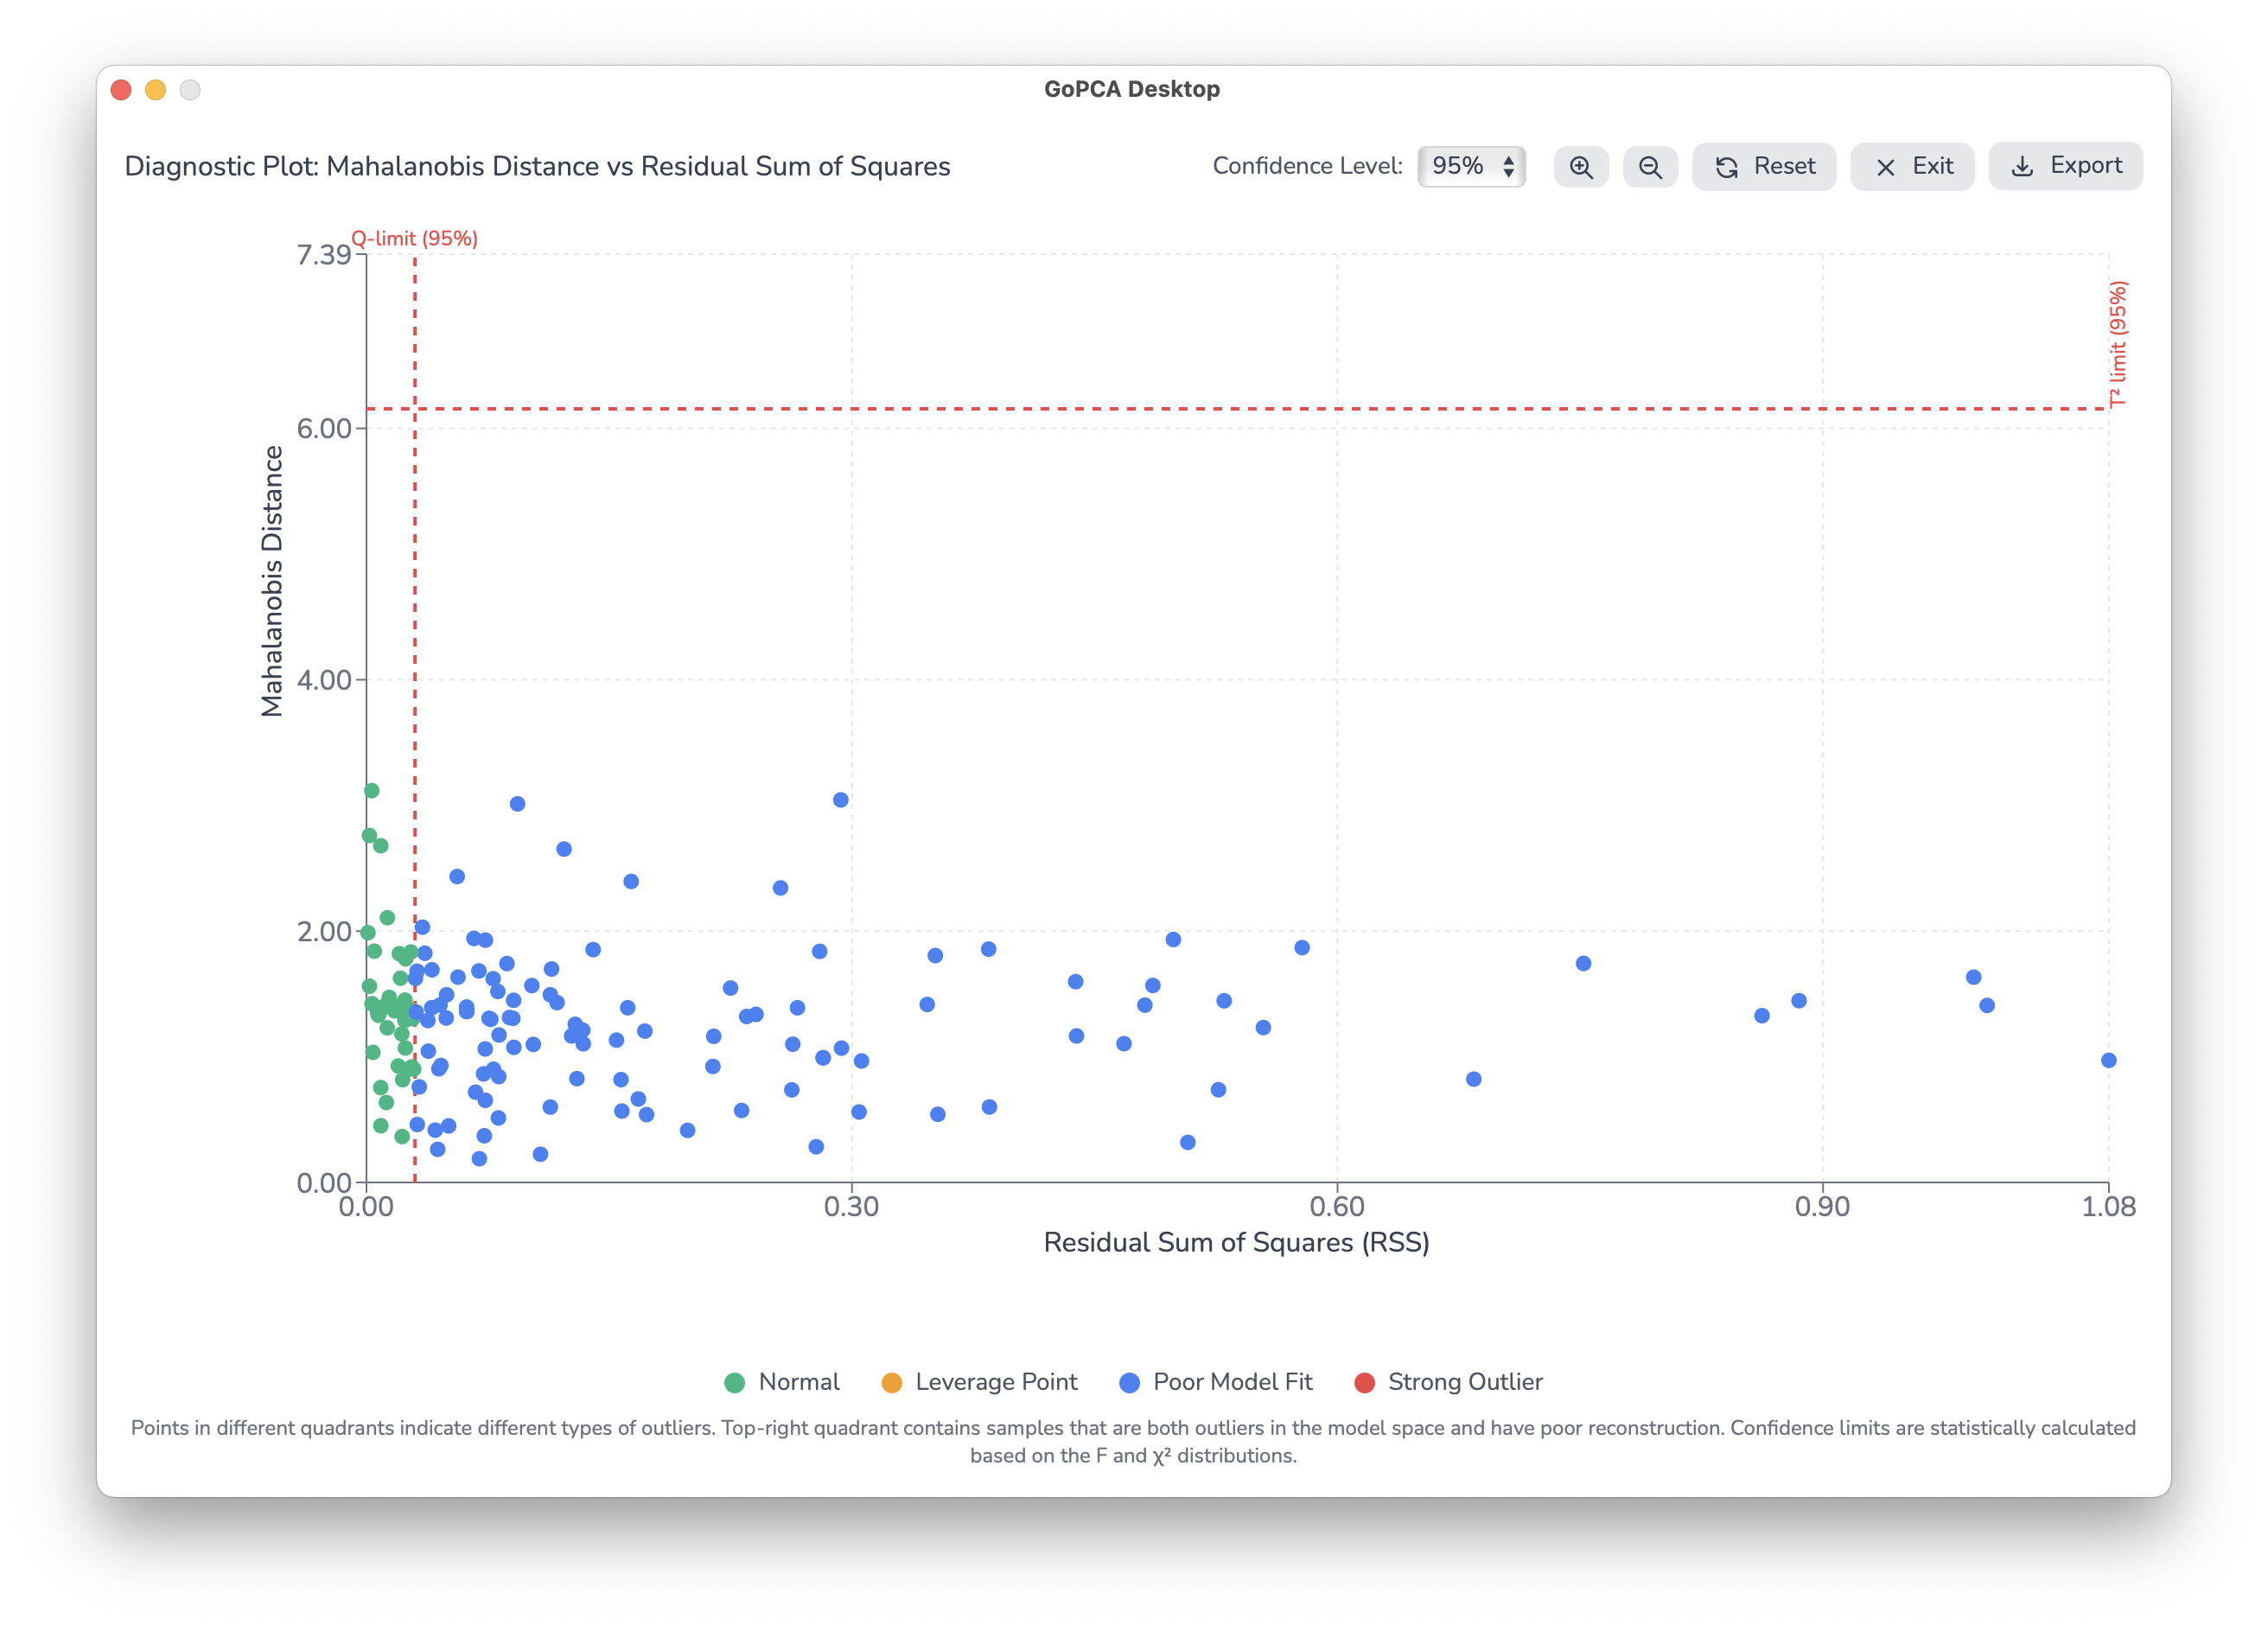 GoPCA Desktop
Diagnostic Plot: Mahalanobis Distance vs Residual Sum of Squares
Confidence Level:
95%
Reset
Exit
Export
Q-limit (95%)
T² limit (95%)
Mahalanobis Distance
7.39
6.00
4.00
2.00
0.00
0.00
0.30
0.60
0.90
1.08
Residual Sum of Squares (RSS)
Normal
Leverage Point
Poor Model Fit
Strong Outlier
Points in different quadrants indicate different types of outliers. Top-right quadrant contains samples that are both outliers in the model space and have poor reconstruction. Confidence limits are statistically calculated
based on the F and χ² distributions.